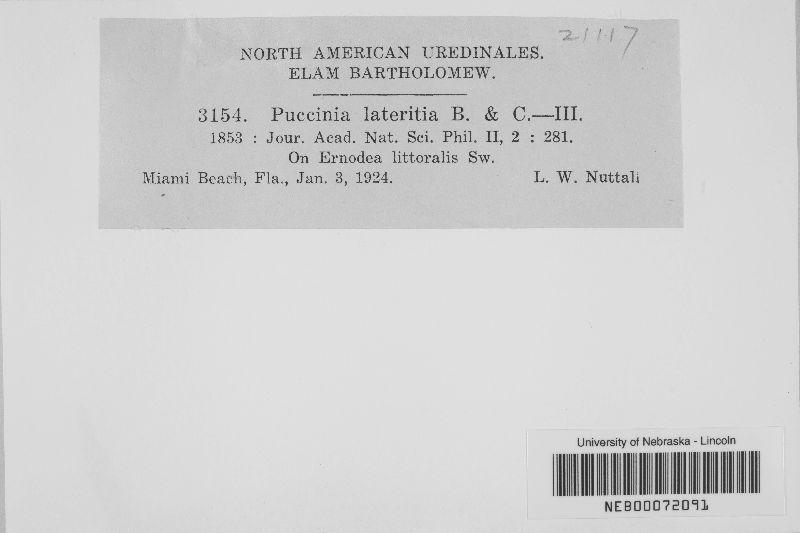 21117
NORTH AMERICAN UREDINALES.
ELAM BARTHOLOMEW.
3154. Puccinia lateritia B. & C.—III.
1853 : Jour. Acad. Nat. Sci. Phil. II, 2 : 281.
On Ernodea littoralis Sw.
Miami Beach, Fla., Jan. 3, 1924. L. W. Nuttall
University of Nebraska - Lincoln
NEB00072091